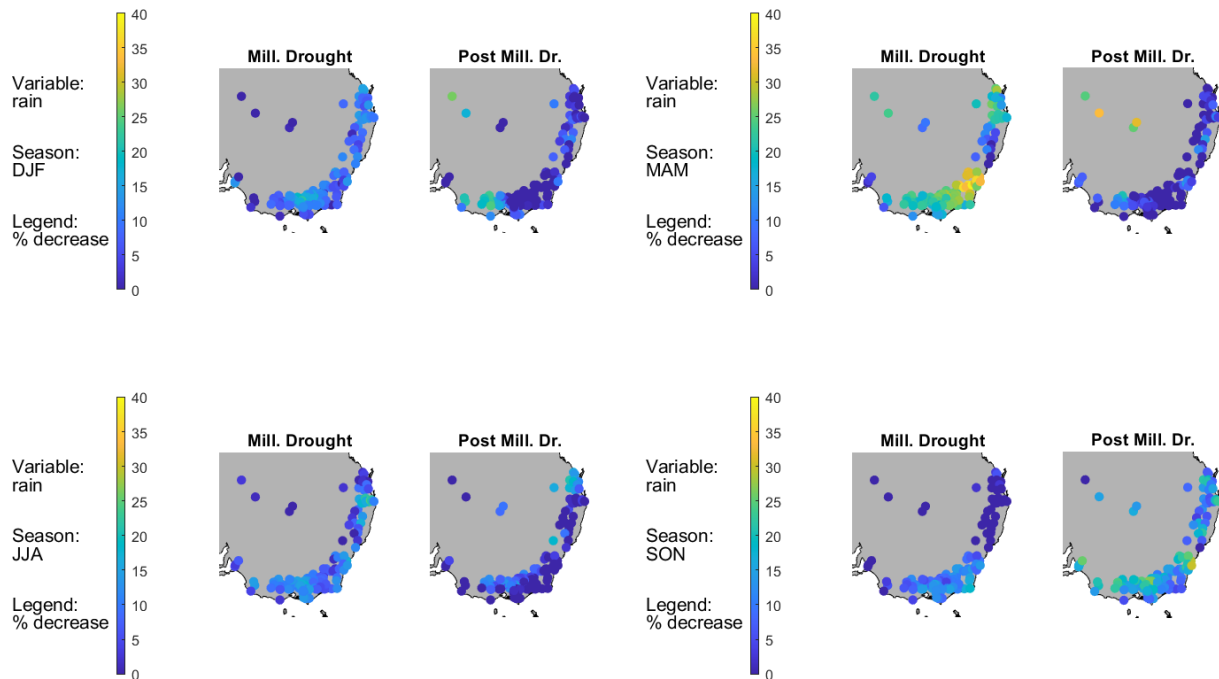 40
35
30
25
20
15
10
5
0
Variable:
rain
Season:
DJF
Legend:
% decrease
Mill. Drought
Post Mill. Dr.
40
35
30
25
20
15
10
5
0
Variable:
rain
Season:
MAM
Legend:
% decrease
Mill. Drought
Post Mill. Dr.
40
35
30
25
20
15
10
5
0
Variable:
rain
Season:
JJA
Legend:
% decrease
Mill. Drought
Post Mill. Dr.
40
35
30
25
20
15
10
5
0
Variable:
rain
Season:
SON
Legend:
% decrease
Mill. Drought
Post Mill. Dr.